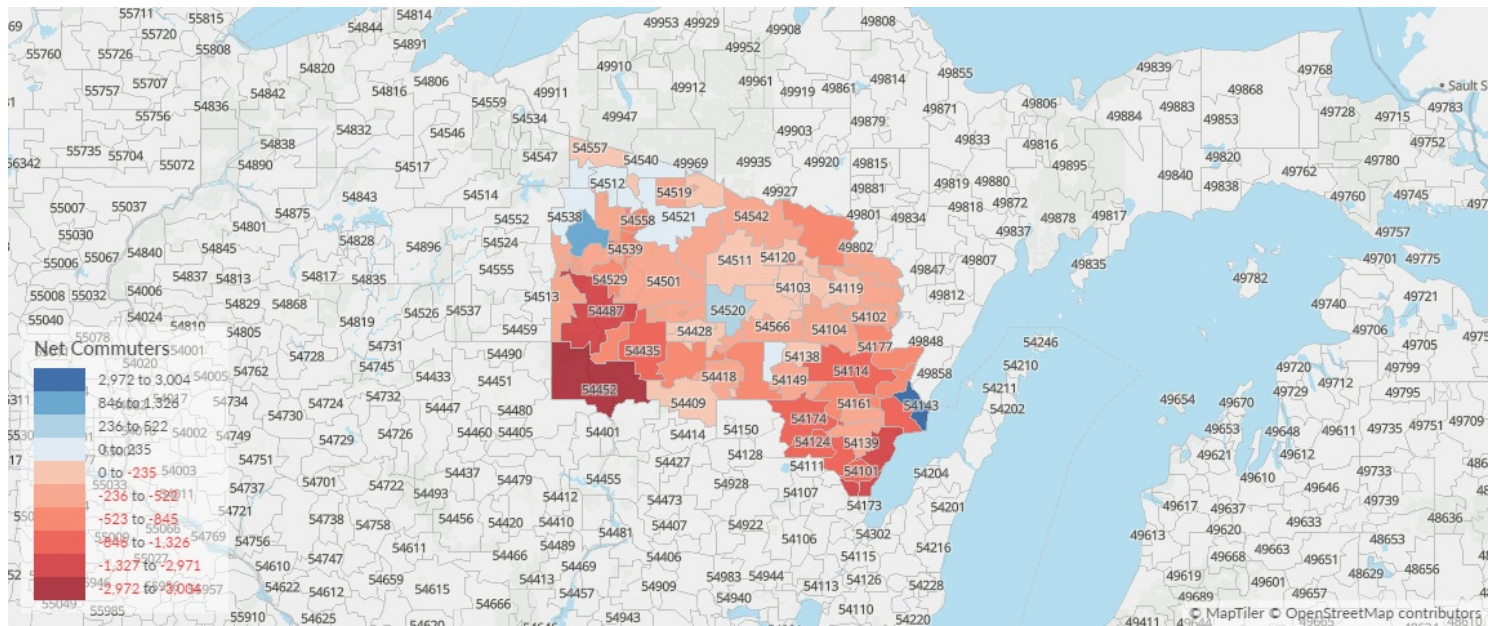 55711 55815 54814 49953 49929 49908 49808
69 55720 54844
55760 55726 55808 54891 49952 49839 49768
54820 49910 49855 Sault S
55757 55707 54842 54816 54806 49911 49912 49961 49919 49861 49814 49868
54836 54559 49871 49806 49884 49883 49853 49728 49715 49783
55756 54832 54546 54534 49947 49903 49879 49833 49816 49752
54838 54557
56342 55735 55704 55072 54890 54517 54547 54540 49969 49935 49920 49815 49895 49820 49762 49780
54843 54514 54512 54519 49927 49881 49819 49880 49840 49838 49760 49745
55007 55037 54875 54552 54538 54558 54521 54542 49801 49834 49818 49872 49878 49817
55030 54801 54828 54896 54524 54539 49802 49837 49757
55006 55067 54840 54845 54555 54511 54120 49847 49807 49835 49701 49775
54837 54813 54817 54835 54529 54501 54103 54119 49782
55008 55032 54006 54829 54868 54513 54520 49812 49740 49721
55040 54024 54819 54526 54537 54487 54566 54104 54102 49706
55078 54810 54805 54459 54428 54177 49848 54246 49705
Net Commuters
54001 54731 54490 54435 54138
54020 54728 54745 54114 49858 54210 49720 49799
2,972 to 3,004
54005 54762 54433 54451 54452 54418 54149 54211 49729 49712 49795
846 to 1,326
54734 54724 54732 54447 54480 54409 54161 54143 54202 49654 49670
54730 54174
236 to 522
54002 54749 54729 54726 54460 54405 54401 54414 54150 54124 54139 49653 49648 49611 49735 49751 49709
0 to 235
54751 54128 49621 49612
0 to -235
54003 54437 54427 54111 54101 54204 49610 49733
-236 to -522
54737 54701 54722 54493 54479 54455 54928 54107 49646
54721 54412 54473 54173 54201 49617 49637 49739
-523 to -845
54738 54758 54456 54420 54410 54407 54922 49620 49633 48636
-846 to -1,326
54769 54756 54481 54106 54302 49613 48653
54611 54489 54216 49663
-1,327 to -2,971
54747 54466 54406 54115 49668 49651
54610 54659 54469 54983 54944 54126 49619 48629 48656
-2,972 to -3,004
54622 54612 54615 54413 54909 54113 54228 49601
55049 54457 54940 49689 49657
55985 55910 54625 54666 54943 54110 54220 49411
© MapTiler © OpenStreetMap contributors